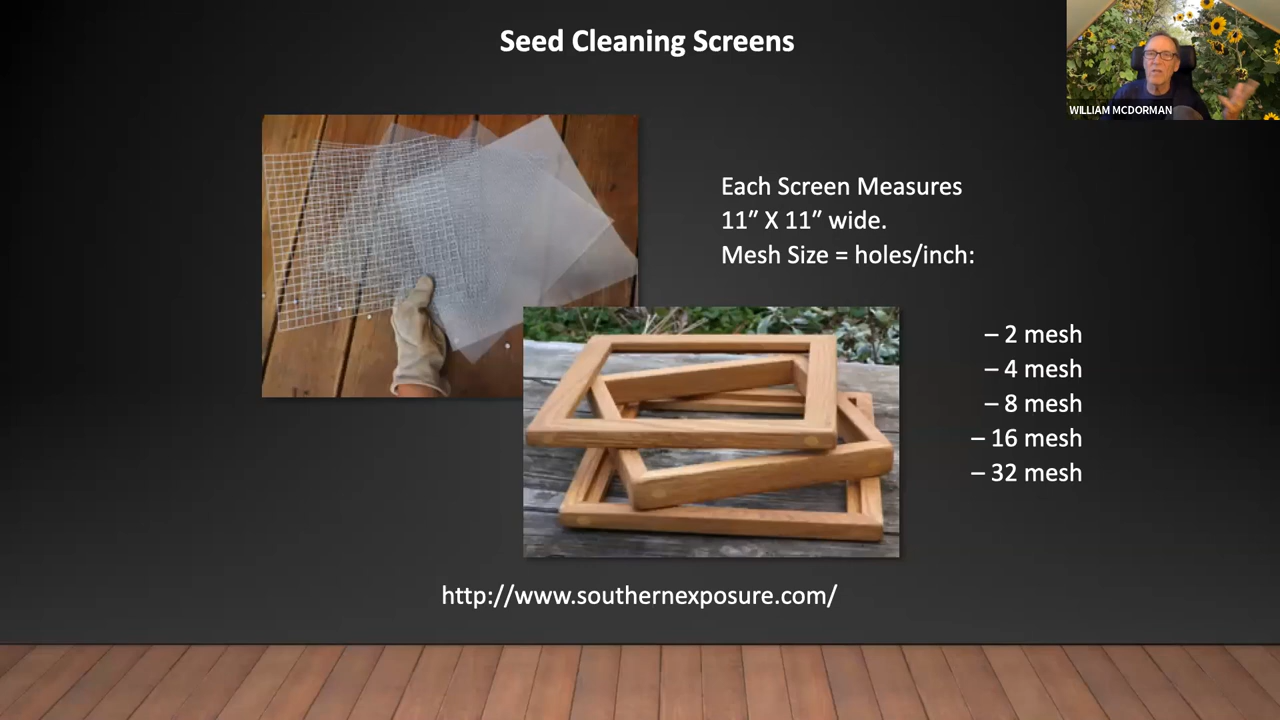 Seed Cleaning Screens
WILLIAM MCDORMAN
Each Screen Measures
11” X 11” wide.
Mesh Size = holes/inch:
– 2 mesh
– 4 mesh
– 8 mesh
– 16 mesh
– 32 mesh
http://www.southernexposure.com/